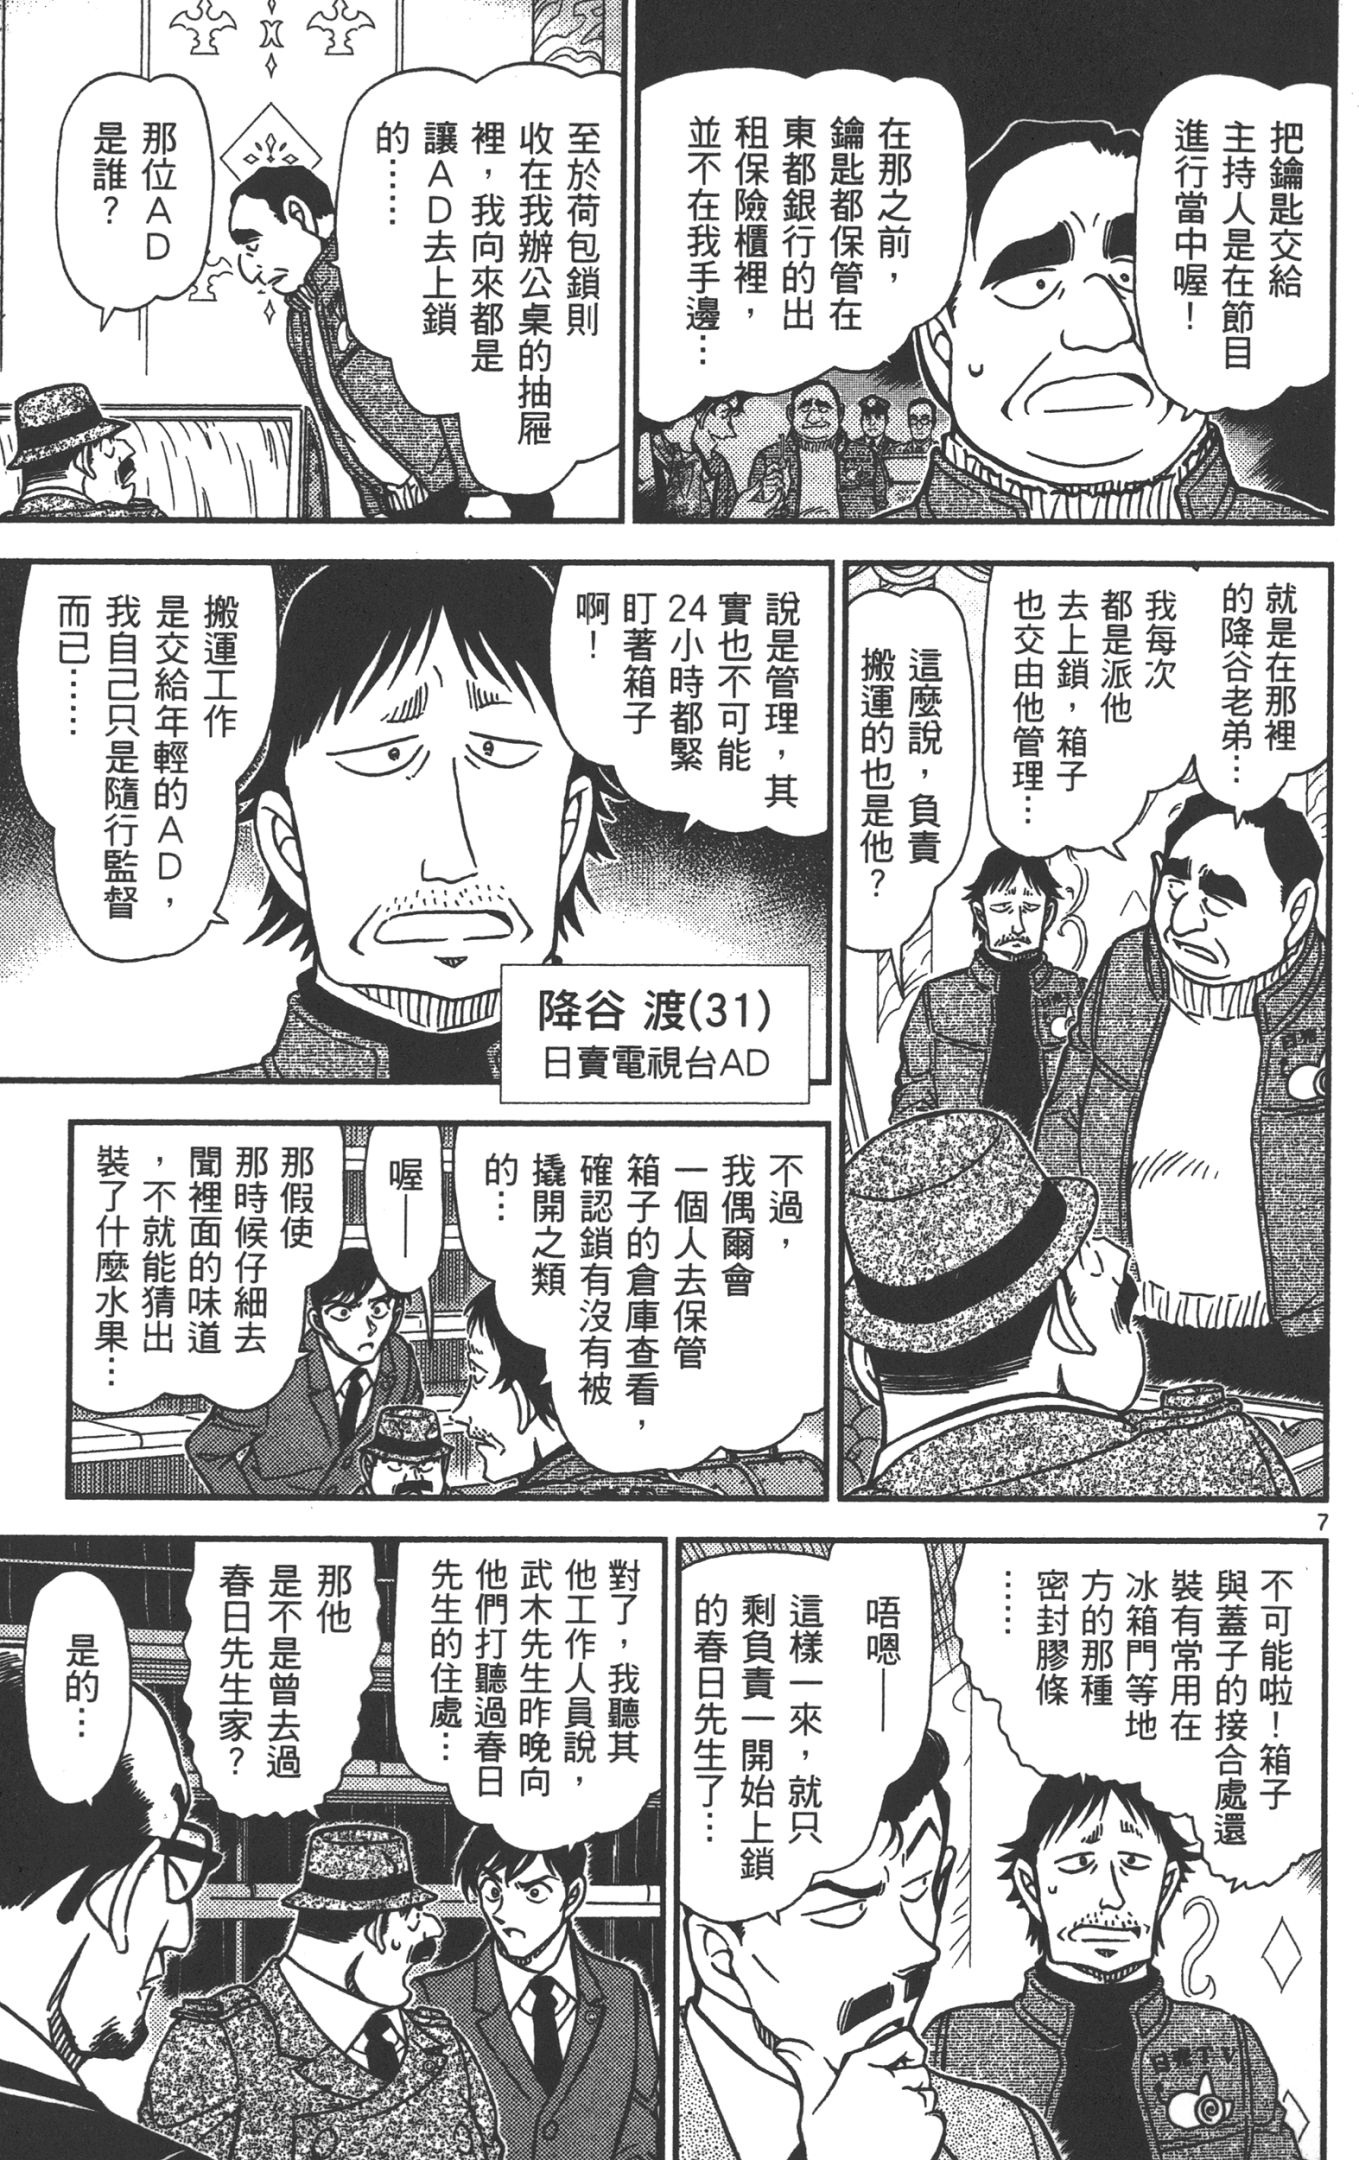 把鑰匙交給
主持人是在節目
進行當中喔！
在那之前，
鑰匙都保管在
東都銀行的出
租保險櫃裡，
並不在我手邊…
至於荷包鎖則
收在我辦公桌的抽屜
裡，我向來都是
讓ＡＤ去上鎖
的……
那位ＡＤ
是誰？
就是在那裡
的降谷老弟…
我每次
都是派他
去上鎖，箱子
也交由他管理…
這麼說，負責
搬運的也是他？
說是管理，其
實也不可能
24小時都緊
盯著箱子
啊！
搬運工作
是交給年輕的ＡＤ，
我自己只是隨行監督
而已……
降谷 渡(31)
日賣電視台AD
不過，
我偶爾會
一個人去保管
箱子的倉庫查看，
確認鎖有沒有被
撬開之類
的…
喔—
那假使
那時候仔細去
聞裡面的味道
，不就能猜出
裝了什麼水果…
7
不可能啦！箱子
與蓋子的接合處還
裝有常用在
冰箱門等地
方的那種
密封膠條
……
唔嗯—
這樣一來，就只
剩負責一開始上鎖
的春日先生了…
日売TV
對了，我聽其
他工作人員說，
武木先生昨晚向
他們打聽過春日
先生的住處…
那他
是不是曾去過
春日先生家？
是的…